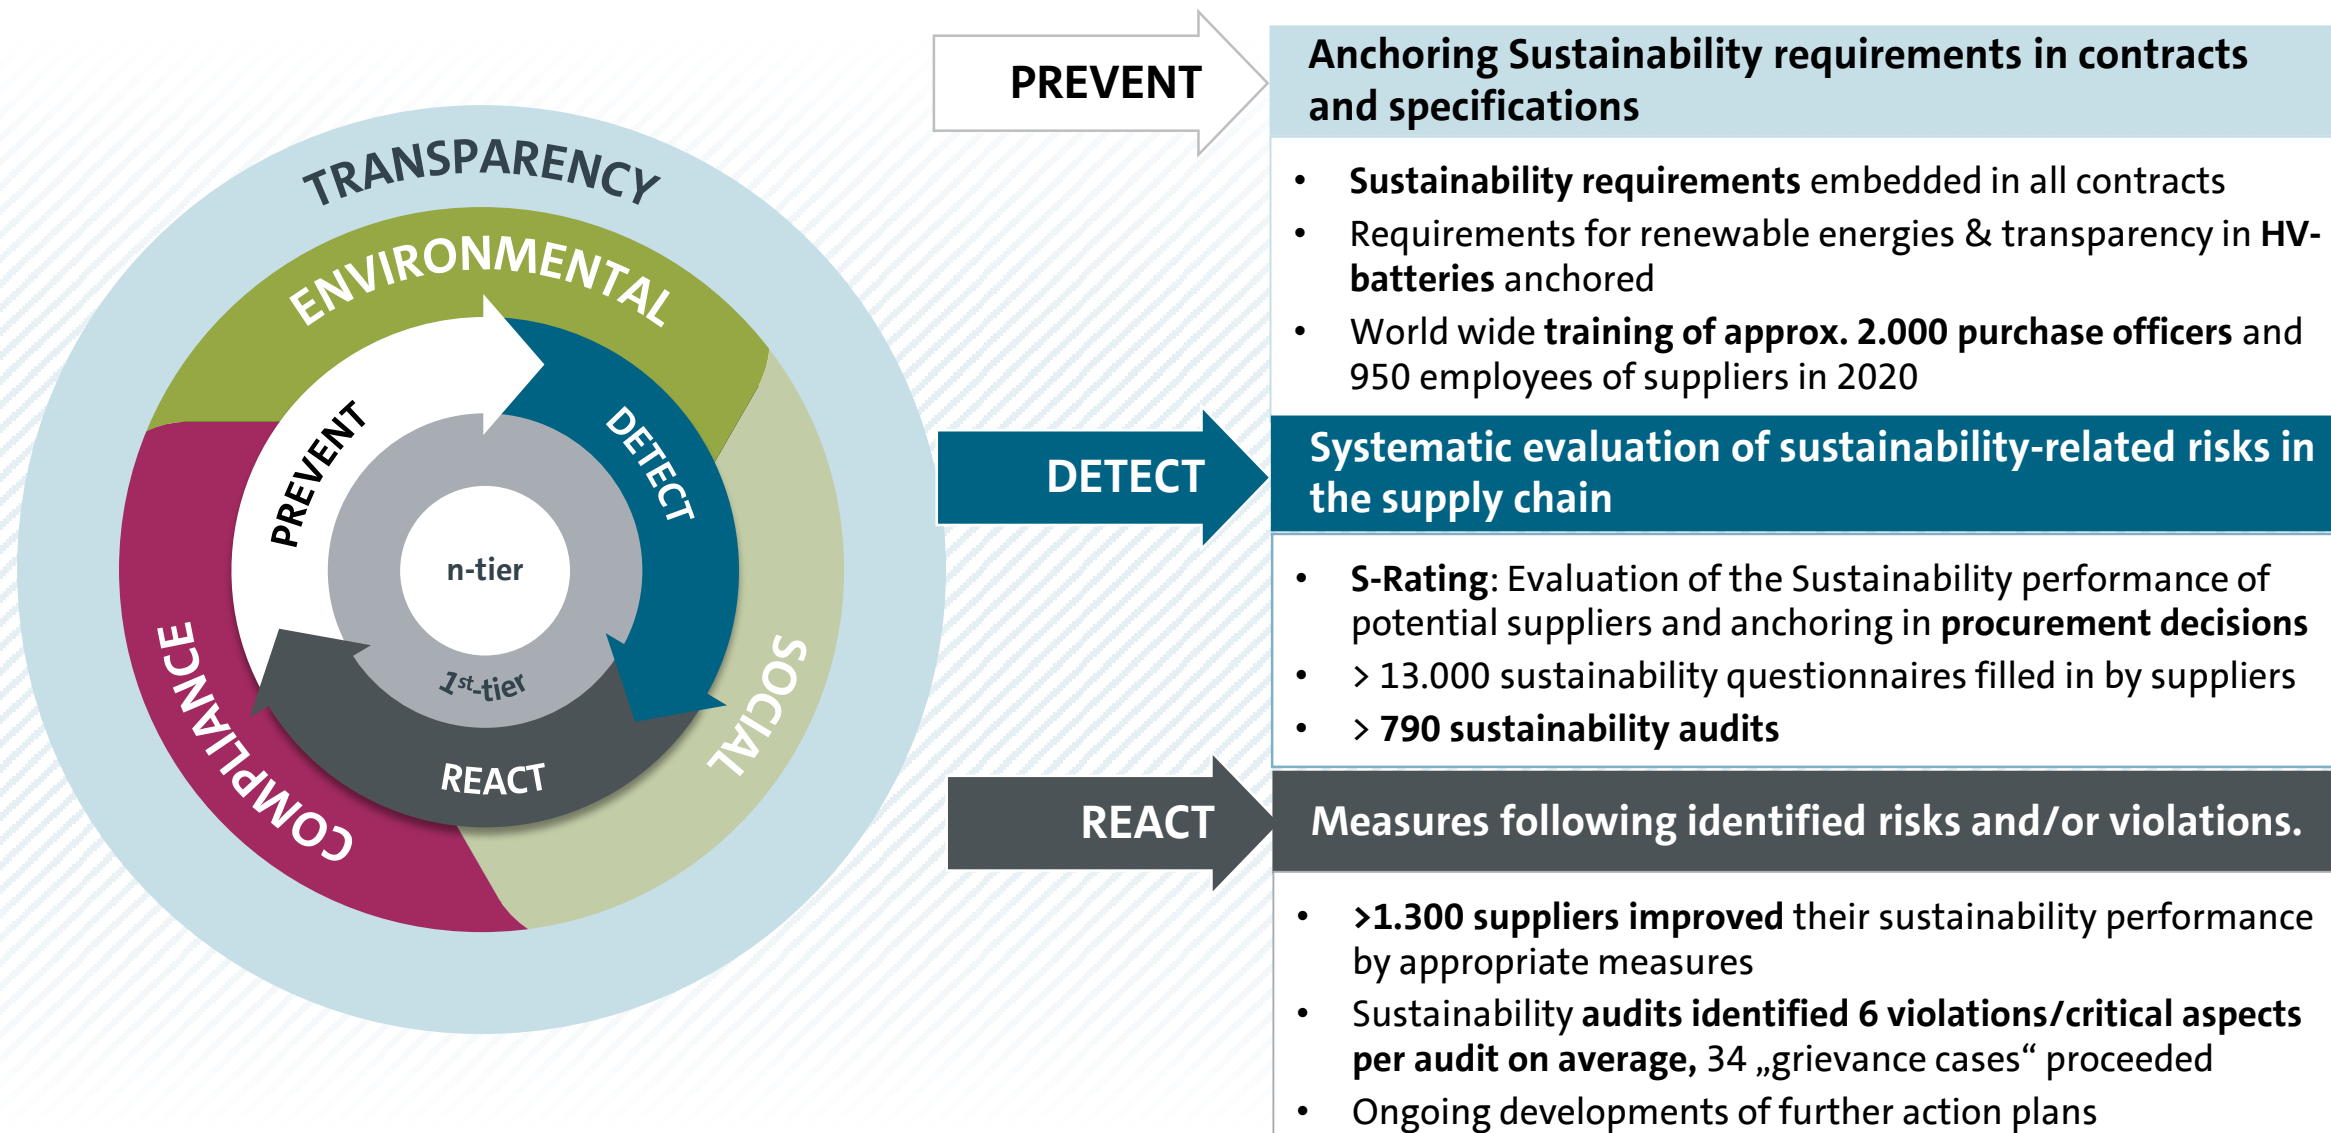 TRANSPARENCY
ENVIRONMENTAL
PREVENT
DETECT
n-tier
1st-tier
COMPLIANCE
SOCIAL
REACT
PREVENT
Anchoring Sustainability requirements in contracts
and specifications
• Sustainability requirements embedded in all contracts
• Requirements for renewable energies & transparency in HV-
batteries anchored
• World wide training of approx. 2.000 purchase officers and
950 employees of suppliers in 2020
DETECT
Systematic evaluation of sustainability-related risks in
the supply chain
• S-Rating: Evaluation of the Sustainability performance of
potential suppliers and anchoring in procurement decisions
• > 13.000 sustainability questionnaires filled in by suppliers
• > 790 sustainability audits
REACT
Measures following identified risks and/or violations.
• >1.300 suppliers improved their sustainability performance
by appropriate measures
• Sustainability audits identified 6 violations/critical aspects
per audit on average, 34 „grievance cases“ proceeded
• Ongoing developments of further action plans